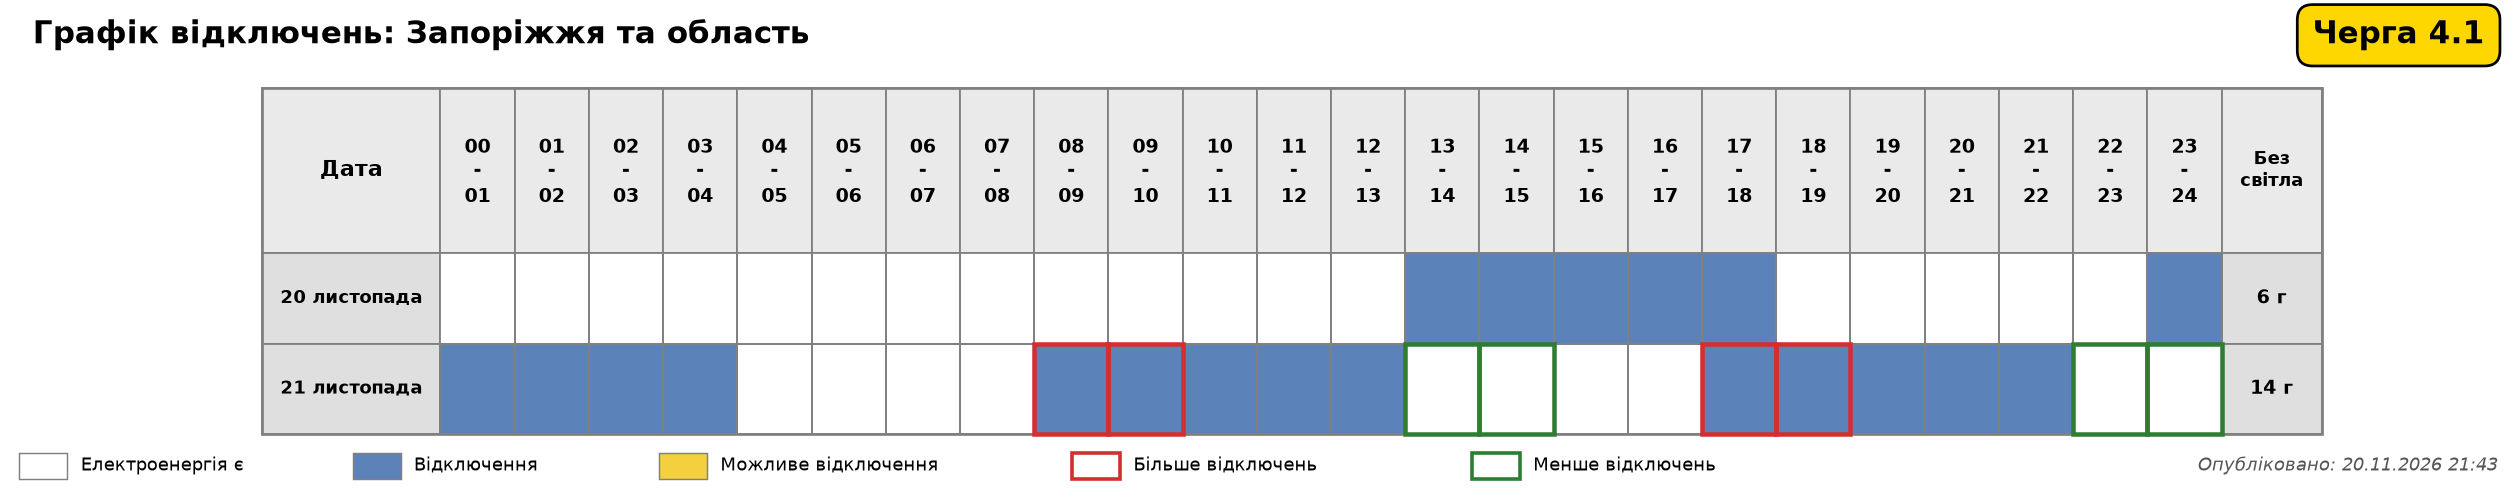 Графік відключень: Запоріжжя та область
Черга 4.1
Дата 00 - 01 01 - 02 02 - 03 03 - 04 04 - 05 05 - 06 06 - 07 07 - 08 08 - 09 09 - 10 10 - 11 11 - 12 12 - 13 13 - 14 14 - 15 15 - 16 16 - 17 17 - 18 18 - 19 19 - 20 20 - 21 21 - 22 22 - 23 23 - 24 Без світла
20 листопада 6 г
21 листопада 14 г
Електроенергія є Відключення Можливе відключення Більше відключень Менше відключень Опубліковано: 20.11.2026 21:43